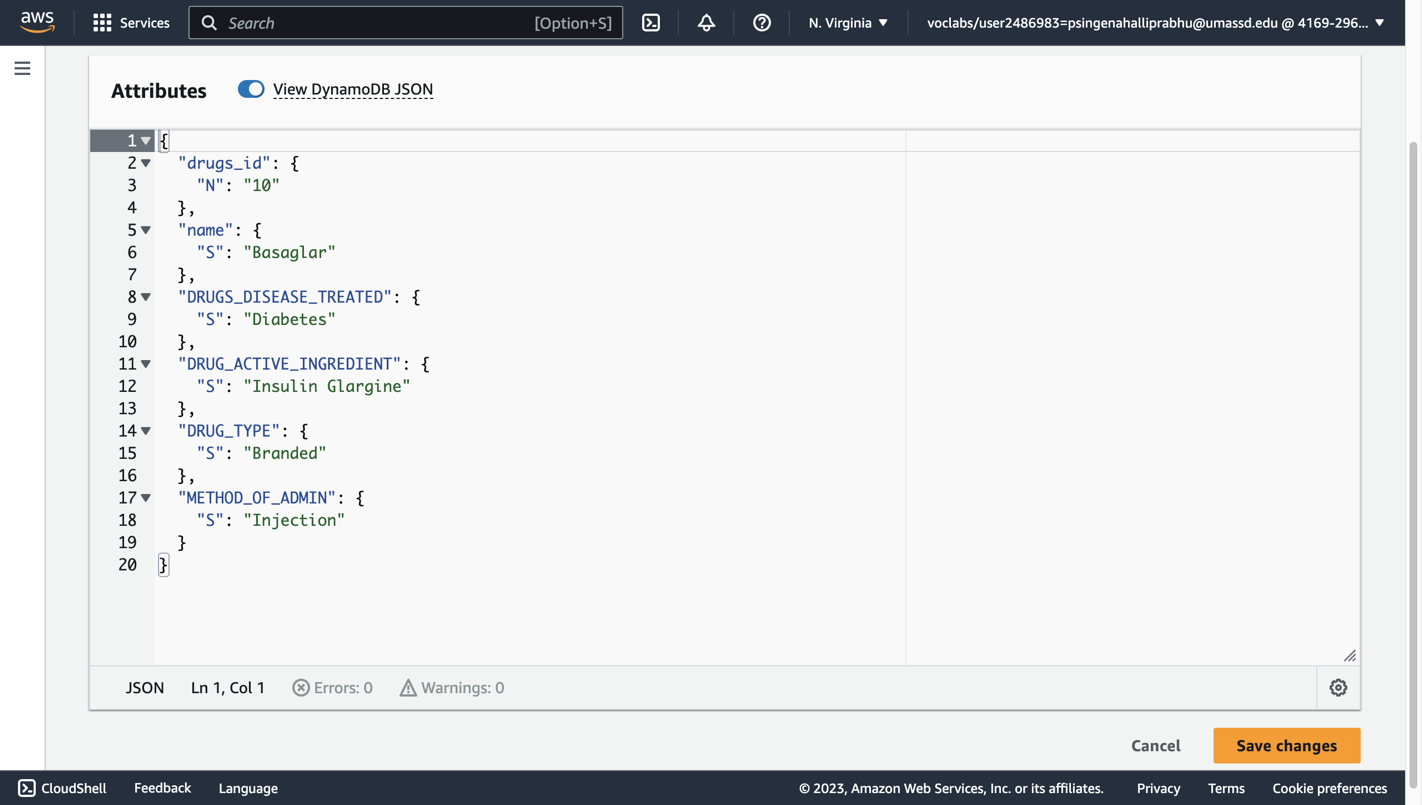 aws Services Search [Option+S] N. Virginia voclabs/user2486983=psingenahalliprabhu@umassd.edu @ 4169-296...
Attributes View DynamoDB JSON
1 {
2 "drugs_id": {
3 "N": "10"
4 },
5 "name": {
6 "S": "Basaglar"
7 },
8 "DRUGS_DISEASE_TREATED": {
9 "S": "Diabetes"
10 },
11 "DRUG_ACTIVE_INGREDIENT": {
12 "S": "Insulin Glargine"
13 },
14 "DRUG_TYPE": {
15 "S": "Branded"
16 },
17 "METHOD_OF_ADMIN": {
18 "S": "Injection"
19 }
20 }
JSON Ln 1, Col 1 Errors: 0 Warnings: 0
Cancel Save changes
CloudShell Feedback Language © 2023, Amazon Web Services, Inc. or its affiliates. Privacy Terms Cookie preferences